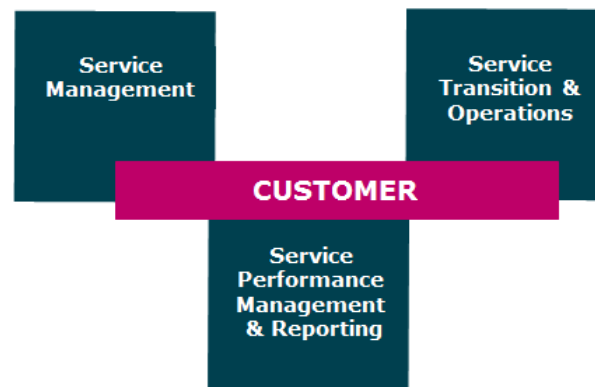 Service
Management
Service
Transition &
Operations
CUSTOMER
Service
Performance
Management
& Reporting